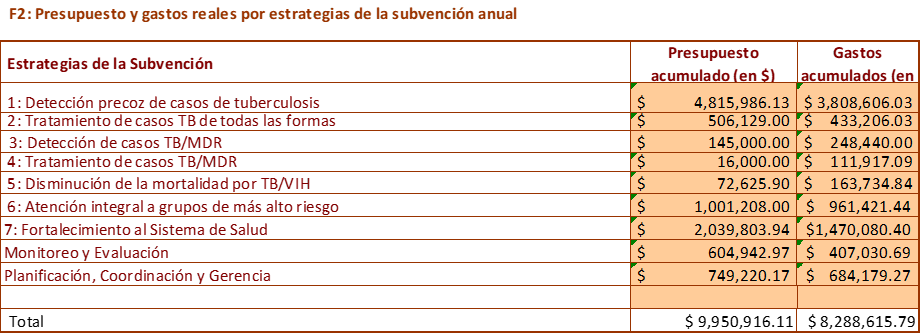 F2: Presupuesto y gastos reales por estrategias de la subvención anual
Estrategias de la Subvención Presupuesto acumulado (en $) Gastos acumulados (en
1: Detección precoz de casos de tuberculosis $ 4,815,986.13 $ 3,808,606.03
2: Tratamiento de casos TB de todas las formas $ 506,129.00 $ 433,206.03
3: Detección de casos TB/MDR $ 145,000.00 $ 248,440.00
4: Tratamiento de casos TB/MDR $ 16,000.00 $ 111,917.09
5: Disminución de la mortalidad por TB/VIH $ 72,625.90 $ 163,734.84
6: Atención integral a grupos de más alto riesgo $ 1,001,208.00 $ 961,421.44
7: Fortalecimiento al Sistema de Salud $ 2,039,803.94 $1,470,080.40
Monitoreo y Evaluación $ 604,942.97 $ 407,030.69
Planificación, Coordinación y Gerencia $ 749,220.17 $ 684,179.27
Total $ 9,950,916.11 $ 8,288,615.79